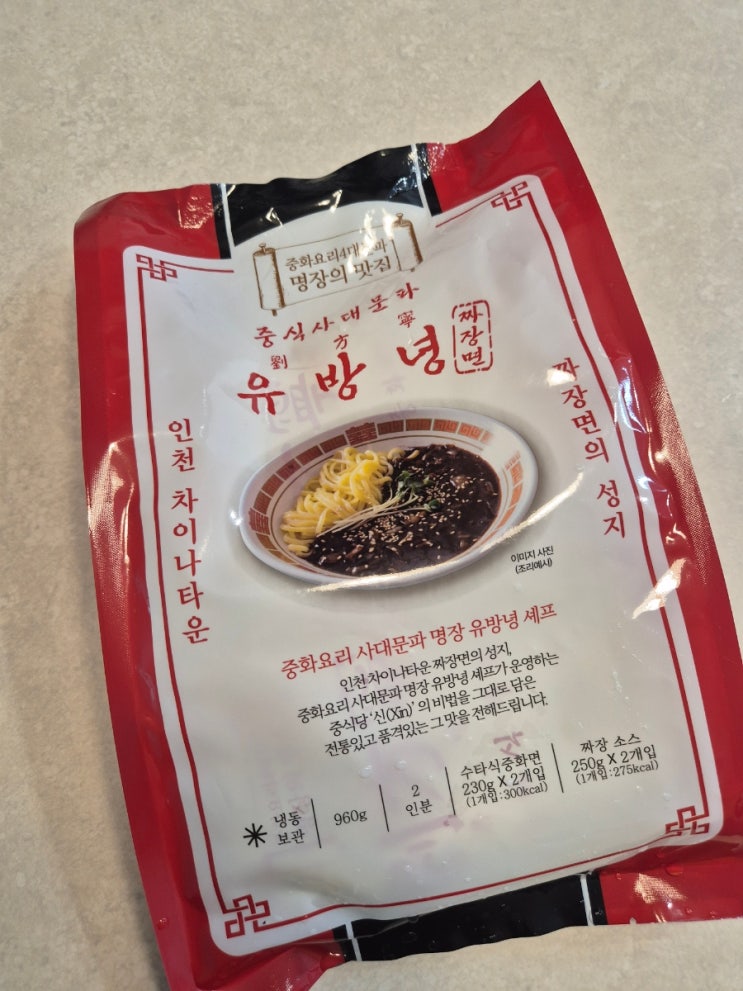 중화요리4대문파
명장의 맛집
중식사대문파
劉方寧
유방녕
짜장면
인천 차이나타운
짜장면의 성지
이미지 사진
(조리예시)
중화요리 사대문파 명장 유방녕 셰프
인천 차이나타운 짜장면의 성지,
중화요리 사대문파 명장 유방녕 셰프가 운영하는
중식당 '신(Xin)' 의 비법을 그대로 담은
전통있고 품격있는 그 맛을 전해드립니다.
냉동
보관
960g
2
인분
수타식중화면
230g X 2개입
(1개입:300kcal)
짜장 소스
250g X 2개입
(1개입:275kcal)